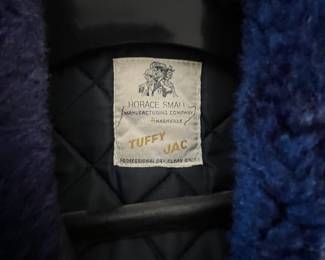 HORACE SMALL
MANUFACTURING COMPANY
NASHVILLE
TUFFY
JAC
PROFESSIONAL DRY CLEAN ONLY